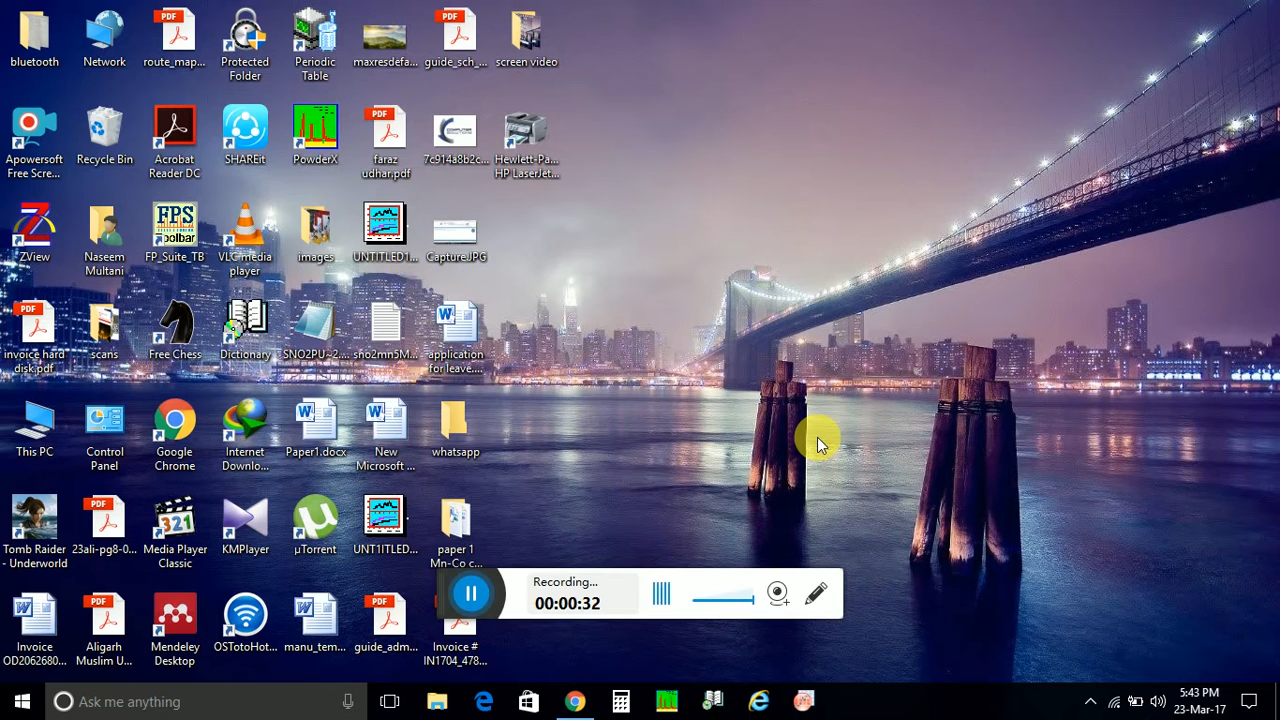 bluetooth
Network
route_map...
Protected
Folder
Periodic
Table
maxresdefa...
guide_sch_...
screen video
Apowersoft
Free Scre...
Recycle Bin
Acrobat
Reader DC
SHAREit
PowderX
faraz
udhar.pdf
7c914a8b2c...
Hewlett-Pa...
HP LaserJet...
ZView
Naseem
Multani
FP_Suite_TB
VLC media
player
images
UNTITLED1...
Capture.JPG
invoice hard
disk.pdf
scans
Free Chess
Dictionary
SNO2PU~2....
sno2mn5M...
application
for leave....
This PC
Control
Panel
Google
Chrome
Internet
Downlo...
Paper1.docx
New
Microsoft ...
whatsapp
Tomb Raider
- Underworld
23ali-pg8-0...
Media Player
Classic
KMPlayer
µTorrent
UNT1ITLED...
paper 1
Mn-Co c...
Recording...
00:00:32
Invoice
OD2062680...
Aligarh
Muslim U...
Mendeley
Desktop
OSTotoHot...
manu_tem...
guide_adm...
Invoice #
IN1704_478...
Ask me anything
5:43 PM
23-Mar-17